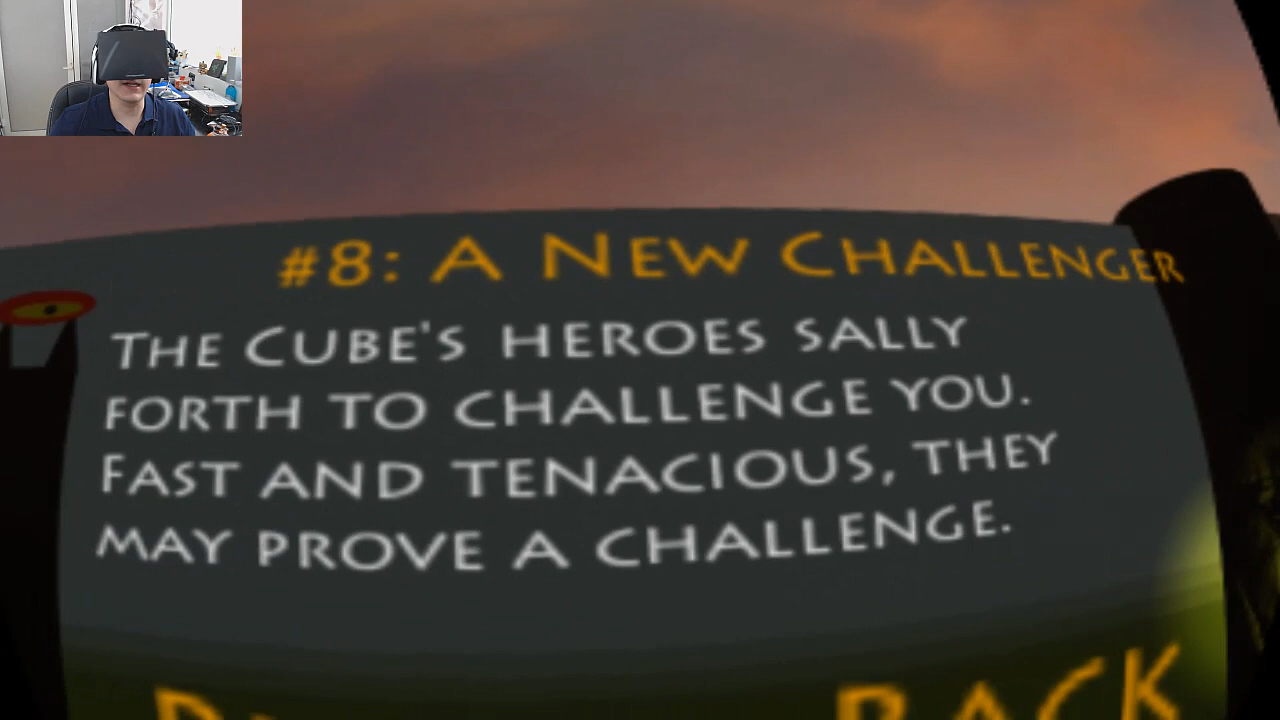 #8: A New Challenger
The Cube's heroes sally
forth to challenge you.
Fast and tenacious, they
may prove a challenge.
Back